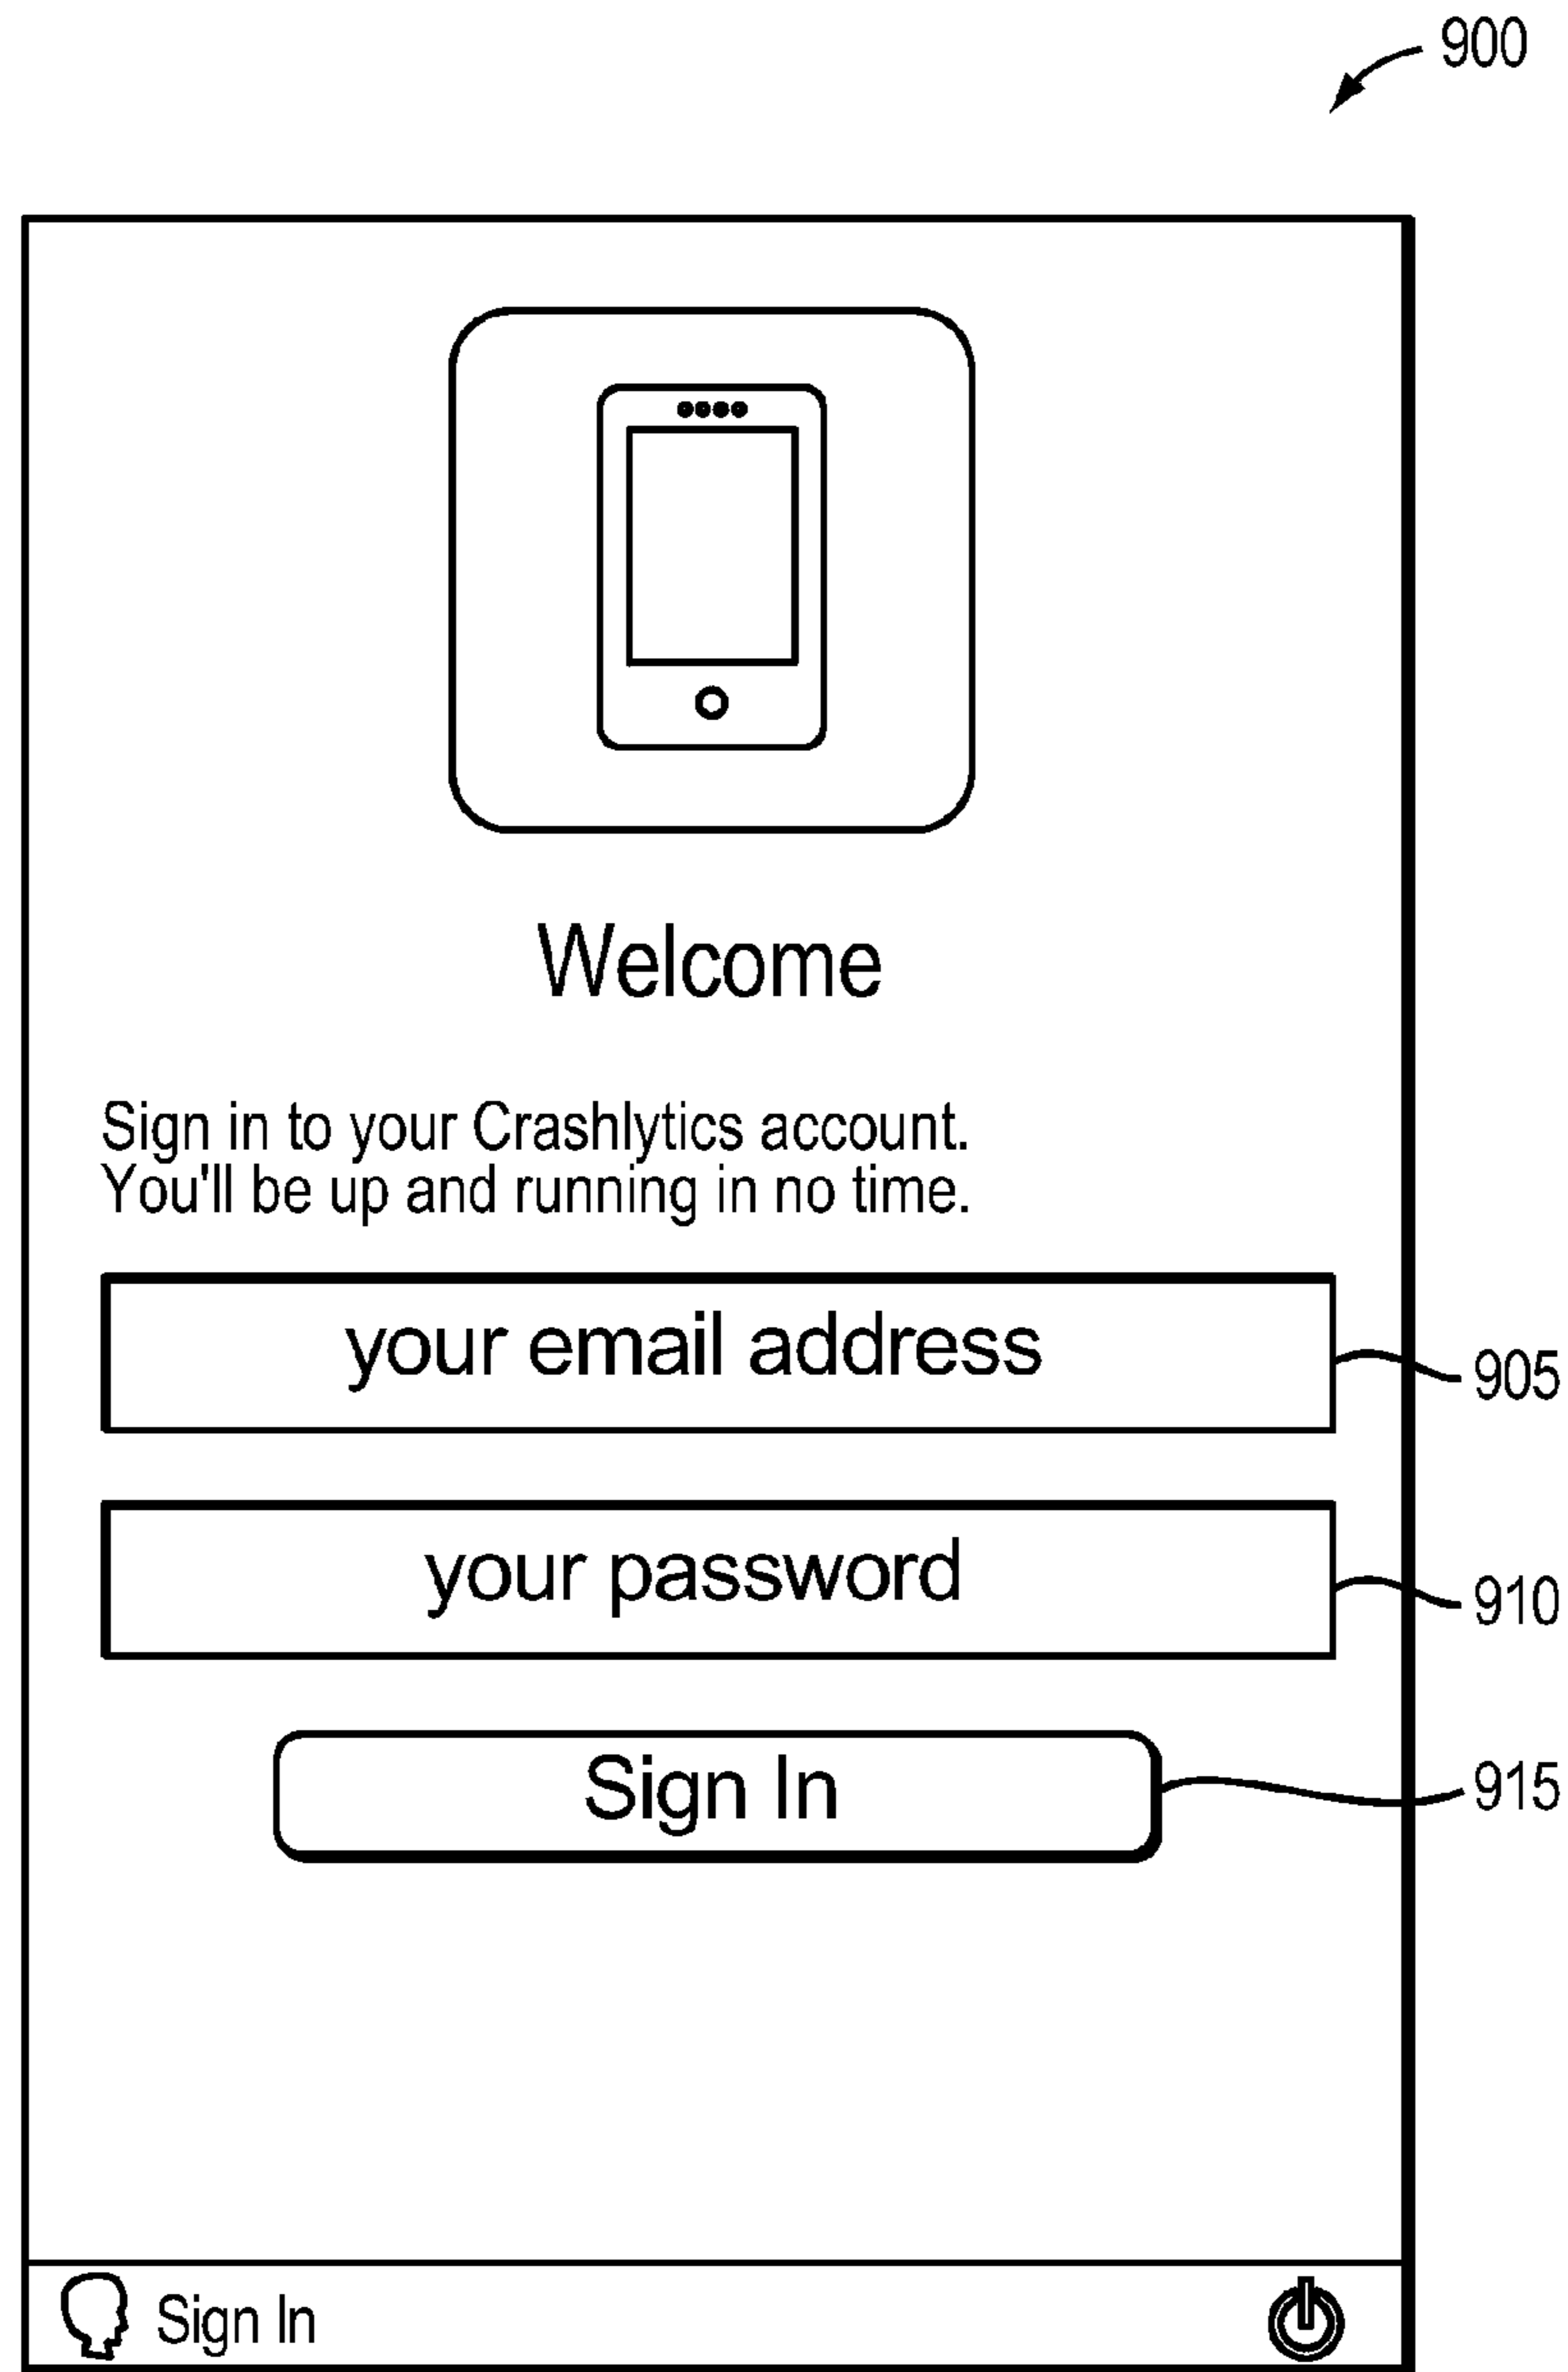 900
Welcome
Sign in to your Crashlytics account.
You'll be up and running in no time.
your email address
905
your password
910
Sign In
915
Sign In